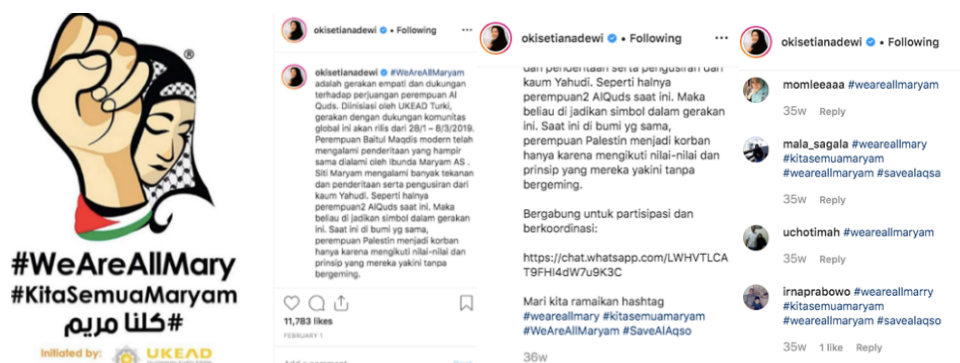 ®
#WeAreAllMary
#KitaSemuaMaryam
#كلنا مريم
Initiated by:
UKEAD
okisetianadewi • Following
okisetianadewi #WeAreAllMaryam
adalah gerakan empati dan dukungan
terhadap perjuangan perempuan Al
Quds. Diinisiasi oleh UKEAD Turki,
gerakan dengan dukungan komunitas
global ini akan rilis dari 28/1 – 8/3/2019.
Perempuan Baitul Maqdis modern telah
mengalami penderitaan yang hampir
sama dialami oleh Ibunda Maryam AS .
Siti Maryam mengalami banyak tekanan
dan penderitaan serta pengusiran dari
kaum Yahudi. Seperti halnya
perempuan2 AlQuds saat ini. Maka
beliau di jadikan simbol dalam gerakan
ini. Saat ini di bumi yg sama,
perempuan Palestin menjadi korban
hanya karena mengikuti nilai-nilai dan
prinsip yang mereka yakini tanpa
bergeming.
11,783 likes
FEBRUARY 1
Add a comment...
Post
okisetianadewi • Following
dan penderitaan serta pengusiran dari
kaum Yahudi. Seperti halnya
perempuan2 AlQuds saat ini. Maka
beliau di jadikan simbol dalam gerakan
ini. Saat ini di bumi yg sama,
perempuan Palestin menjadi korban
hanya karena mengikuti nilai-nilai dan
prinsip yang mereka yakini tanpa
bergeming.
Bergabung untuk partisipasi dan
berkoordinasi:
https://chat.whatsapp.com/LWHVTLCA
T9FHI4dW7u9K3C
Mari kita ramaikan hashtag
#weareallmary #kitasemuamaryam
#WeAreAllMaryam #SaveAlAqso
36w
okisetianadewi • Following
momleeaaa #weareallmaryam
35w Reply
mala_sagala #weareallmary
#kitasemuamaryam
#weareallmaryam #savealaqsa
35w Reply
uchotimah #weareallmaryam
35w Reply
irnaprabowo #weareallmarry
#kitasemuamaryam
#weareallmaryam #savealaqso
35w 1 like Reply